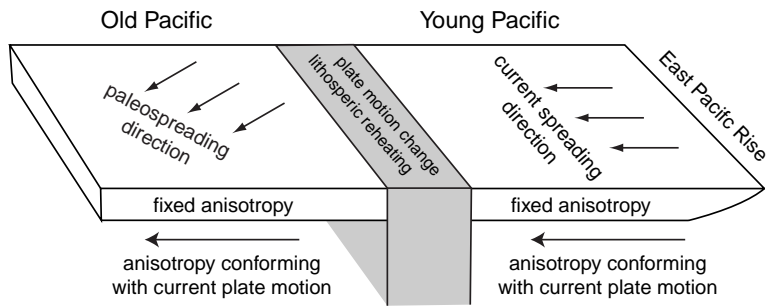 Old Pacific
Young Pacific
paleospreading
direction
plate motion change
lithosperic reheating
current spreading
direction
East Pacifc Rise
fixed anisotropy
fixed anisotropy
anisotropy conforming
with current plate motion
anisotropy conforming
with current plate motion